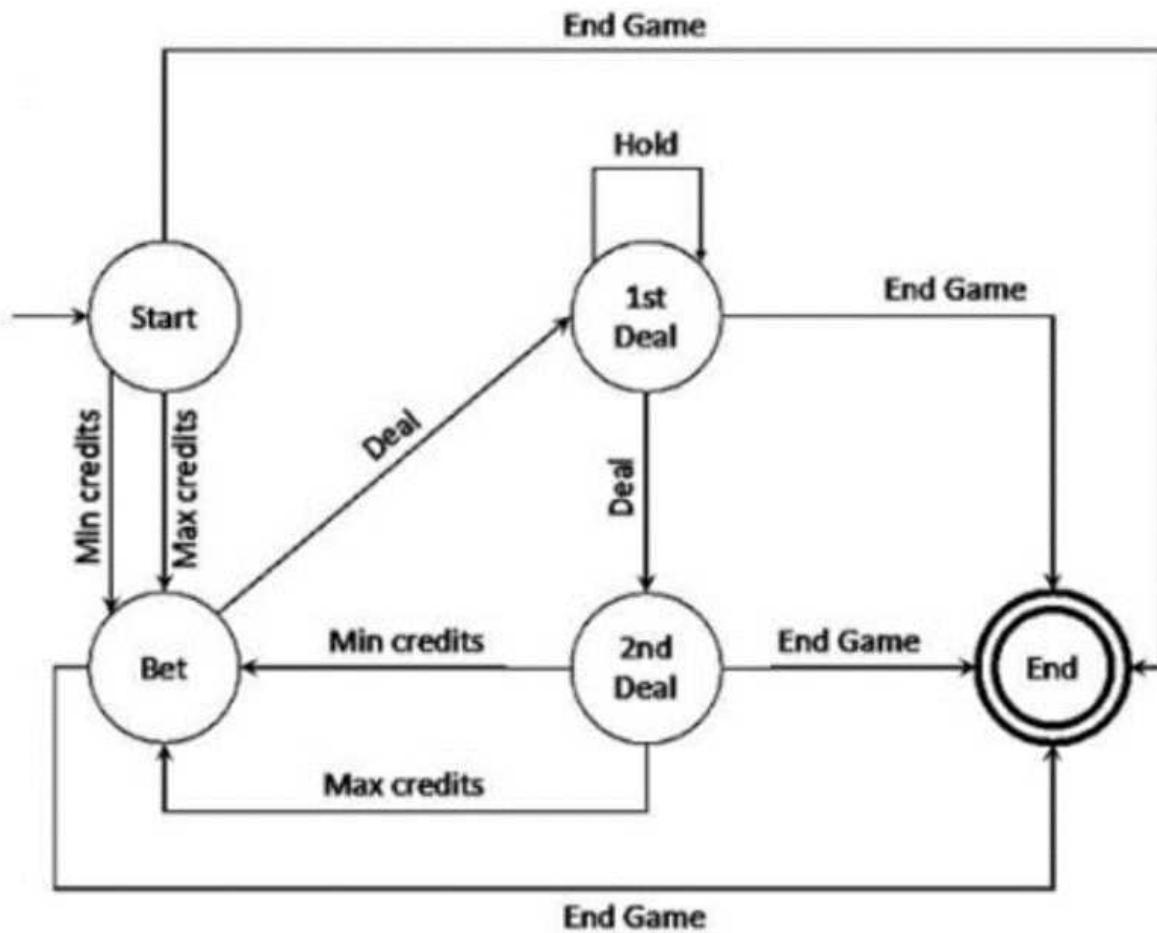 End Game
Hold
Start
1st
Deal
End Game
Min credits
Max credits
Deal
Deal
Bet
Min credits
2nd
Deal
End Game
End
Max credits
End Game